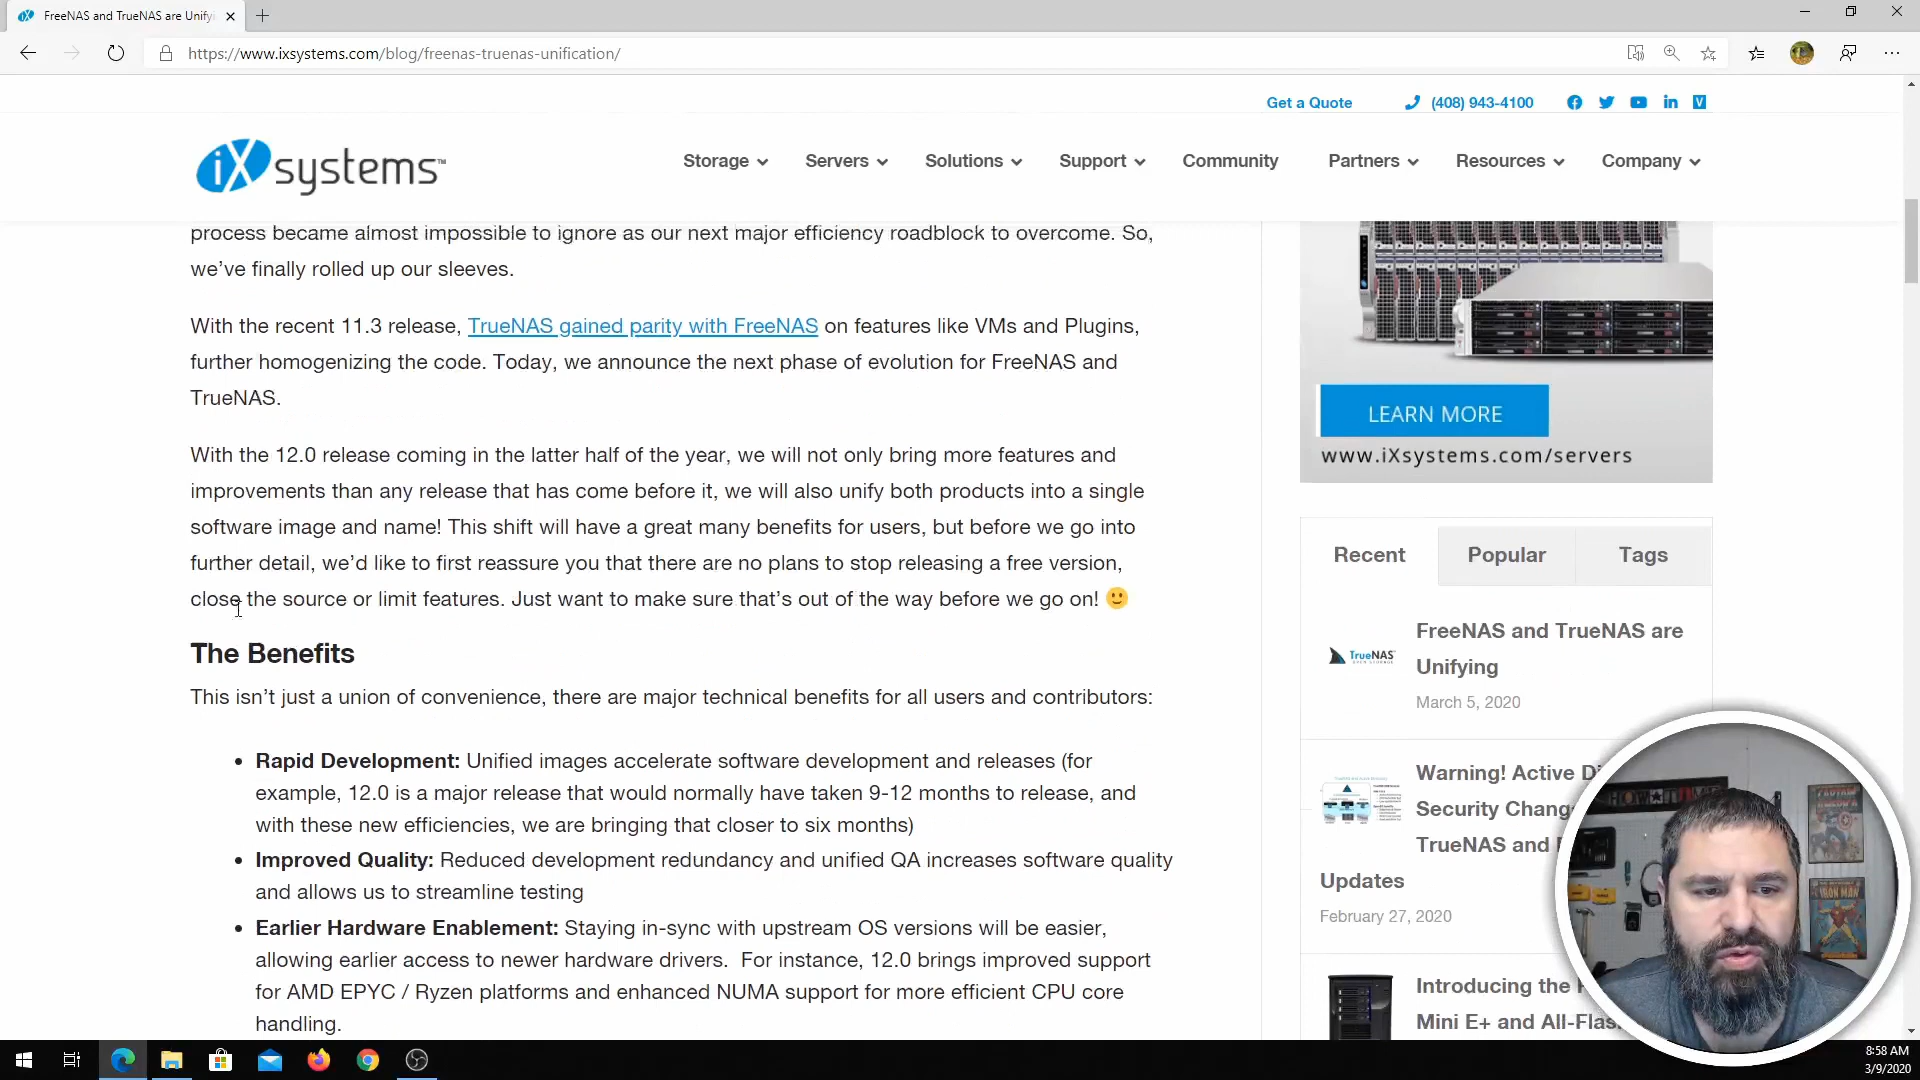 FreeNAS and TrueNAS are Unifyi
https://www.ixsystems.com/blog/freenas-truenas-unification/
Get a Quote
(408) 943-4100
iXsystems™
Storage
Servers
Solutions
Support
Community
Partners
Resources
Company
process became almost impossible to ignore as our next major efficiency roadblock to overcome. So,
we've finally rolled up our sleeves.
With the recent 11.3 release, TrueNAS gained parity with FreeNAS on features like VMs and Plugins,
further homogenizing the code. Today, we announce the next phase of evolution for FreeNAS and
TrueNAS.
With the 12.0 release coming in the latter half of the year, we will not only bring more features and
improvements than any release that has come before it, we will also unify both products into a single
software image and name! This shift will have a great many benefits for users, but before we go into
further detail, we'd like to first reassure you that there are no plans to stop releasing a free version,
close the source or limit features. Just want to make sure that's out of the way before we go on! 🙂
The Benefits
This isn't just a union of convenience, there are major technical benefits for all users and contributors:
• Rapid Development: Unified images accelerate software development and releases (for
example, 12.0 is a major release that would normally have taken 9-12 months to release, and
with these new efficiencies, we are bringing that closer to six months)
• Improved Quality: Reduced development redundancy and unified QA increases software quality
and allows us to streamline testing
• Earlier Hardware Enablement: Staying in-sync with upstream OS versions will be easier,
allowing earlier access to newer hardware drivers.  For instance, 12.0 brings improved support
for AMD EPYC / Ryzen platforms and enhanced NUMA support for more efficient CPU core
handling.
LEARN MORE
www.iXsystems.com/servers
Recent
Popular
Tags
TrueNAS
FreeNAS and TrueNAS are
Unifying
March 5, 2020
Warning! Active Di
Security Chang
TrueNAS and
Updates
February 27, 2020
Introducing the
Mini E+ and All-Flas
IRON MAN
8:58 AM
3/9/2020